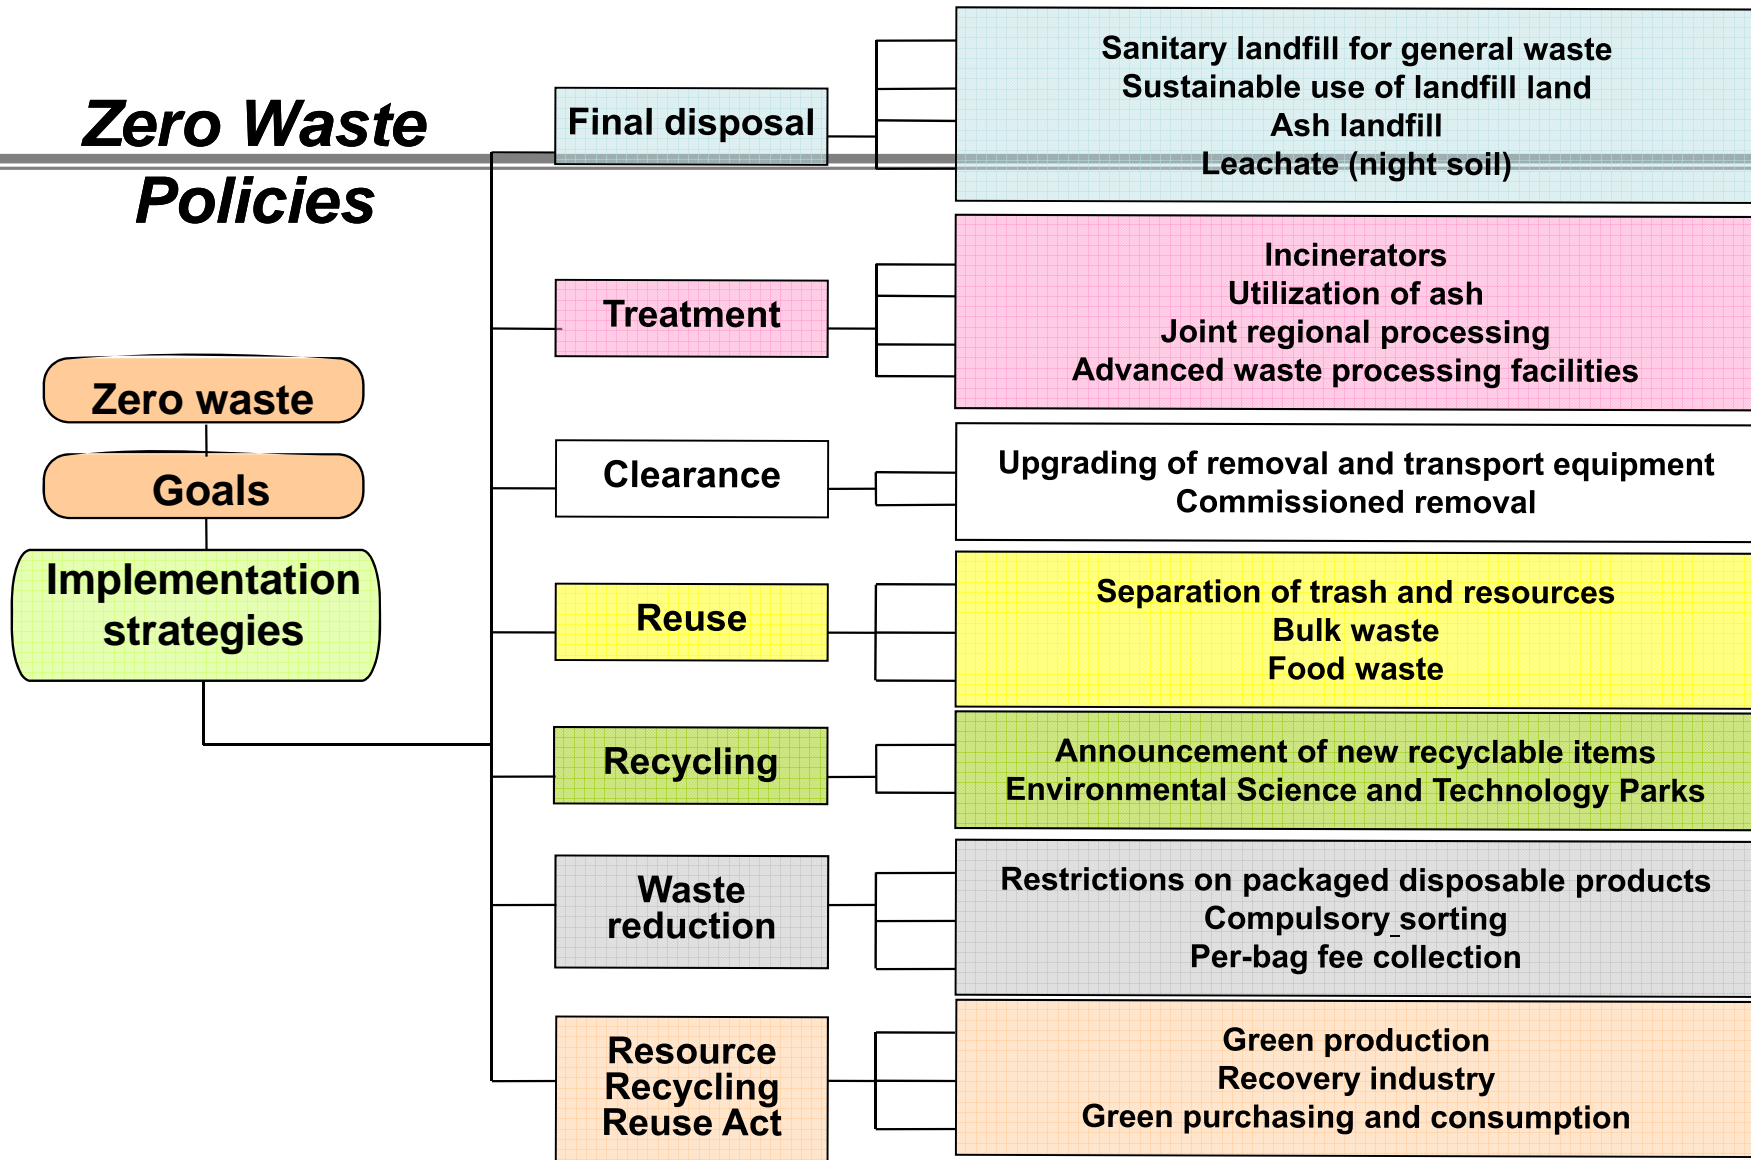 Zero Waste
Policies
Zero waste
Goals
Implementation
strategies
Final disposal
Sanitary landfill for general waste
Sustainable use of landfill land
Ash landfill
Leachate (night soil)
Treatment
Incinerators
Utilization of ash
Joint regional processing
Advanced waste processing facilities
Clearance
Upgrading of removal and transport equipment
Commissioned removal
Reuse
Separation of trash and resources
Bulk waste
Food waste
Recycling
Announcement of new recyclable items
Environmental Science and Technology Parks
Waste
reduction
Restrictions on packaged disposable products
Compulsory sorting
Per-bag fee collection
Resource
Recycling
Reuse Act
Green production
Recovery industry
Green purchasing and consumption